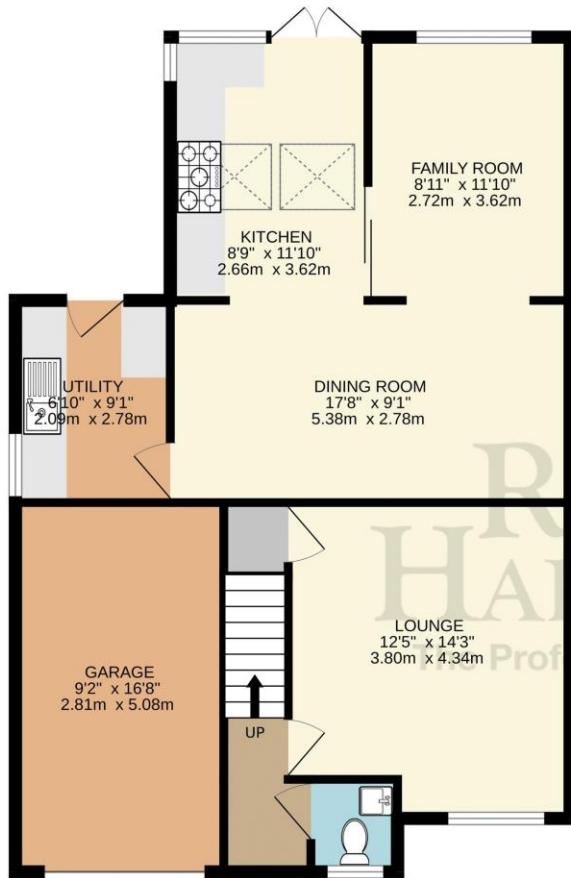 FAMILY ROOM
8'11" x 11'10"
2.72m x 3.62m
KITCHEN
8'9" x 11'10"
2.66m x 3.62m
UTILITY
6'10" x 9'1"
2.09m x 2.78m
DINING ROOM
17'8" x 9'1"
5.38m x 2.78m
GARAGE
9'2" x 16'8"
2.81m x 5.08m
LOUNGE
12'5" x 14'3"
3.80m x 4.34m
UP